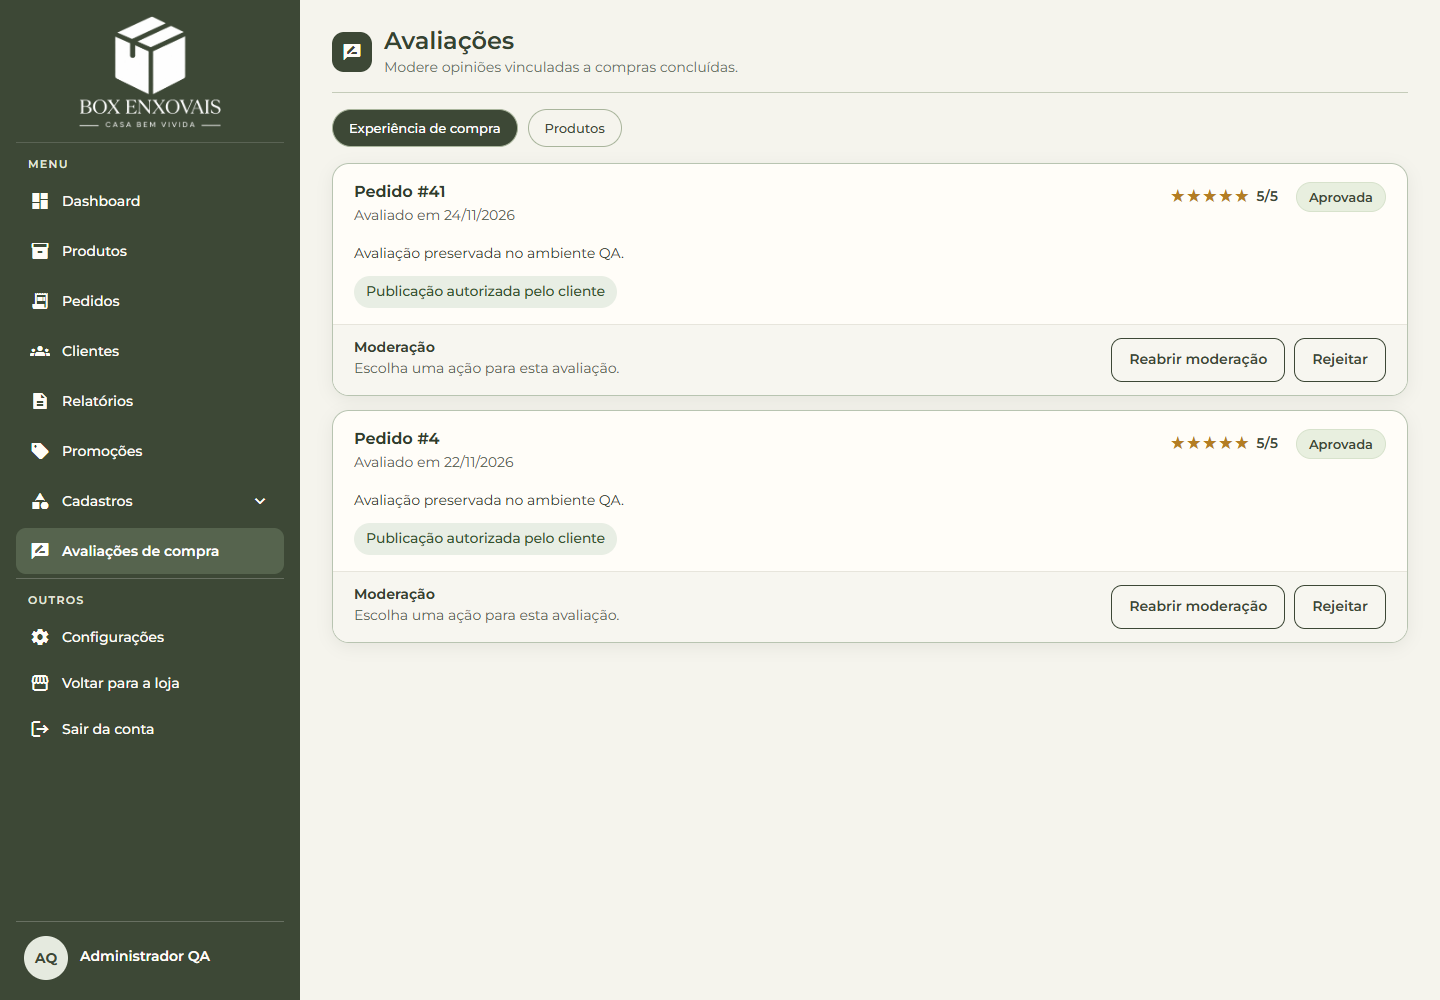 BOX ENXOVAIS
CASA BEM VIVIDA
MENU
Dashboard
Produtos
Pedidos
Clientes
Relatórios
Promoções
Cadastros
Avaliações de compra
OUTROS
Configurações
Voltar para a loja
Sair da conta
AQ
Administrador QA
Avaliações
Modere opiniões vinculadas a compras concluídas.
Experiência de compra
Produtos
Pedido #41
★★★★★ 5/5
Aprovada
Avaliado em 24/11/2026
Avaliação preservada no ambiente QA.
Publicação autorizada pelo cliente
Moderação
Escolha uma ação para esta avaliação.
Reabrir moderação
Rejeitar
Pedido #4
★★★★★ 5/5
Aprovada
Avaliado em 22/11/2026
Avaliação preservada no ambiente QA.
Publicação autorizada pelo cliente
Moderação
Escolha uma ação para esta avaliação.
Reabrir moderação
Rejeitar